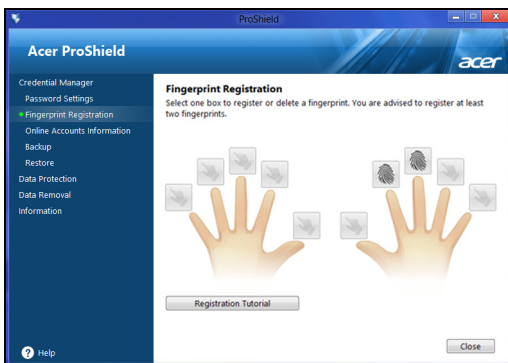 ProShield
Acer ProShield
acer
Credential Manager
Password Settings
Fingerprint Registration
Online Accounts Information
Backup
Restore
Data Protection
Data Removal
Information
Fingerprint Registration
Select one box to register or delete a fingerprint. You are advised to register at least
two fingerprints.
Registration Tutorial
? Help
Close